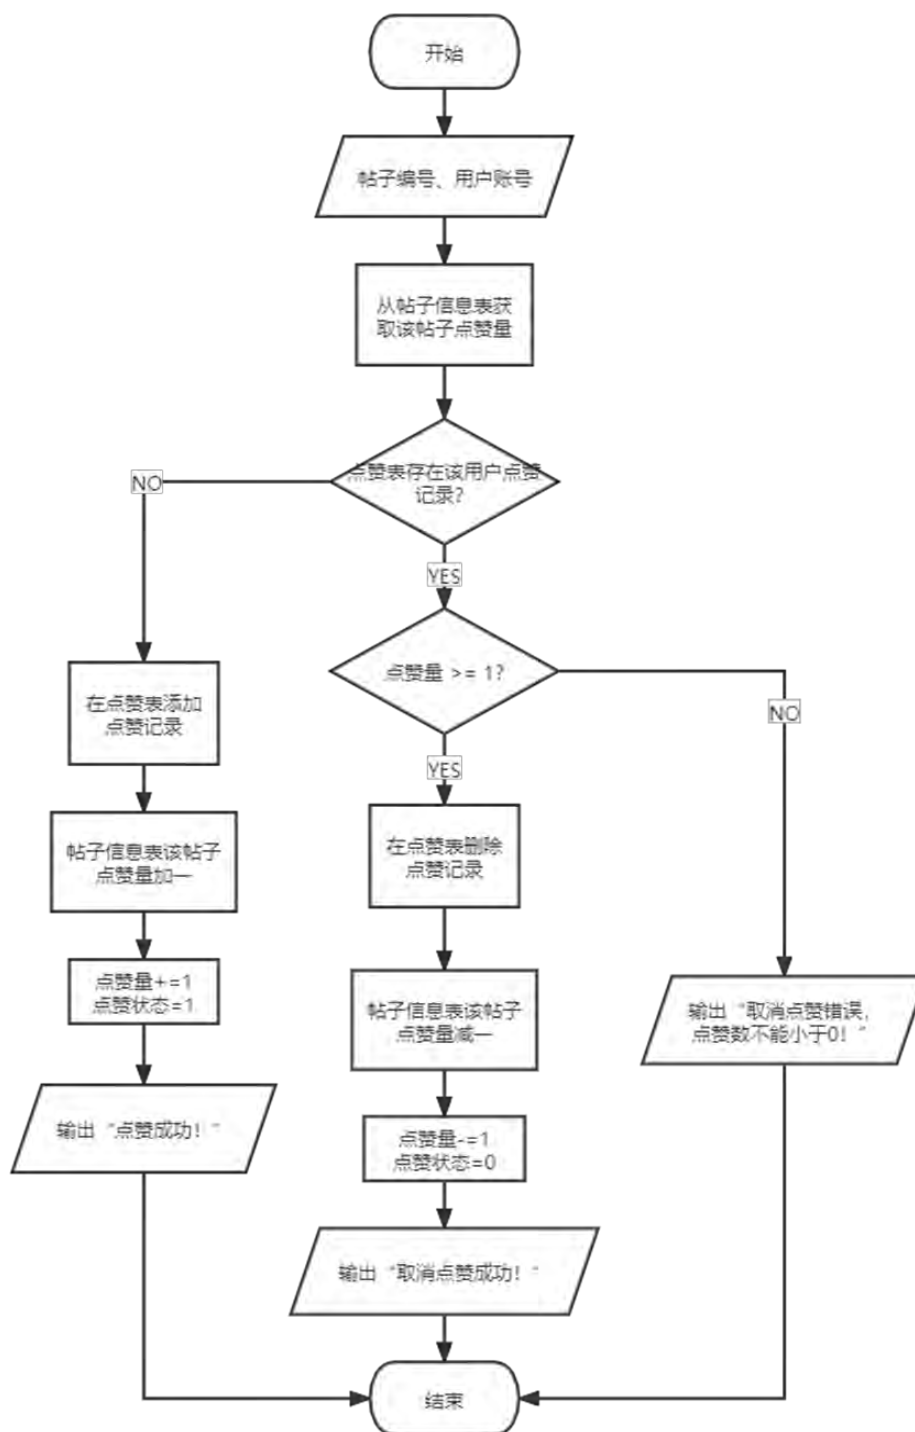 开始
帖子编号、用户账号
从帖子信息表获
取该帖子点赞量
点赞表存在该用户点赞
记录？
NO
YES
点赞量 >= 1？
NO
YES
在点赞表添加
点赞记录
帖子信息表该帖子
点赞量加一
点赞量+=1
点赞状态=1
输出“点赞成功！”
在点赞表删除
点赞记录
帖子信息表该帖子
点赞量减一
点赞量-=1
点赞状态=0
输出“取消点赞成功！”
输出“取消点赞错误，
点赞数不能小于0！”
结束